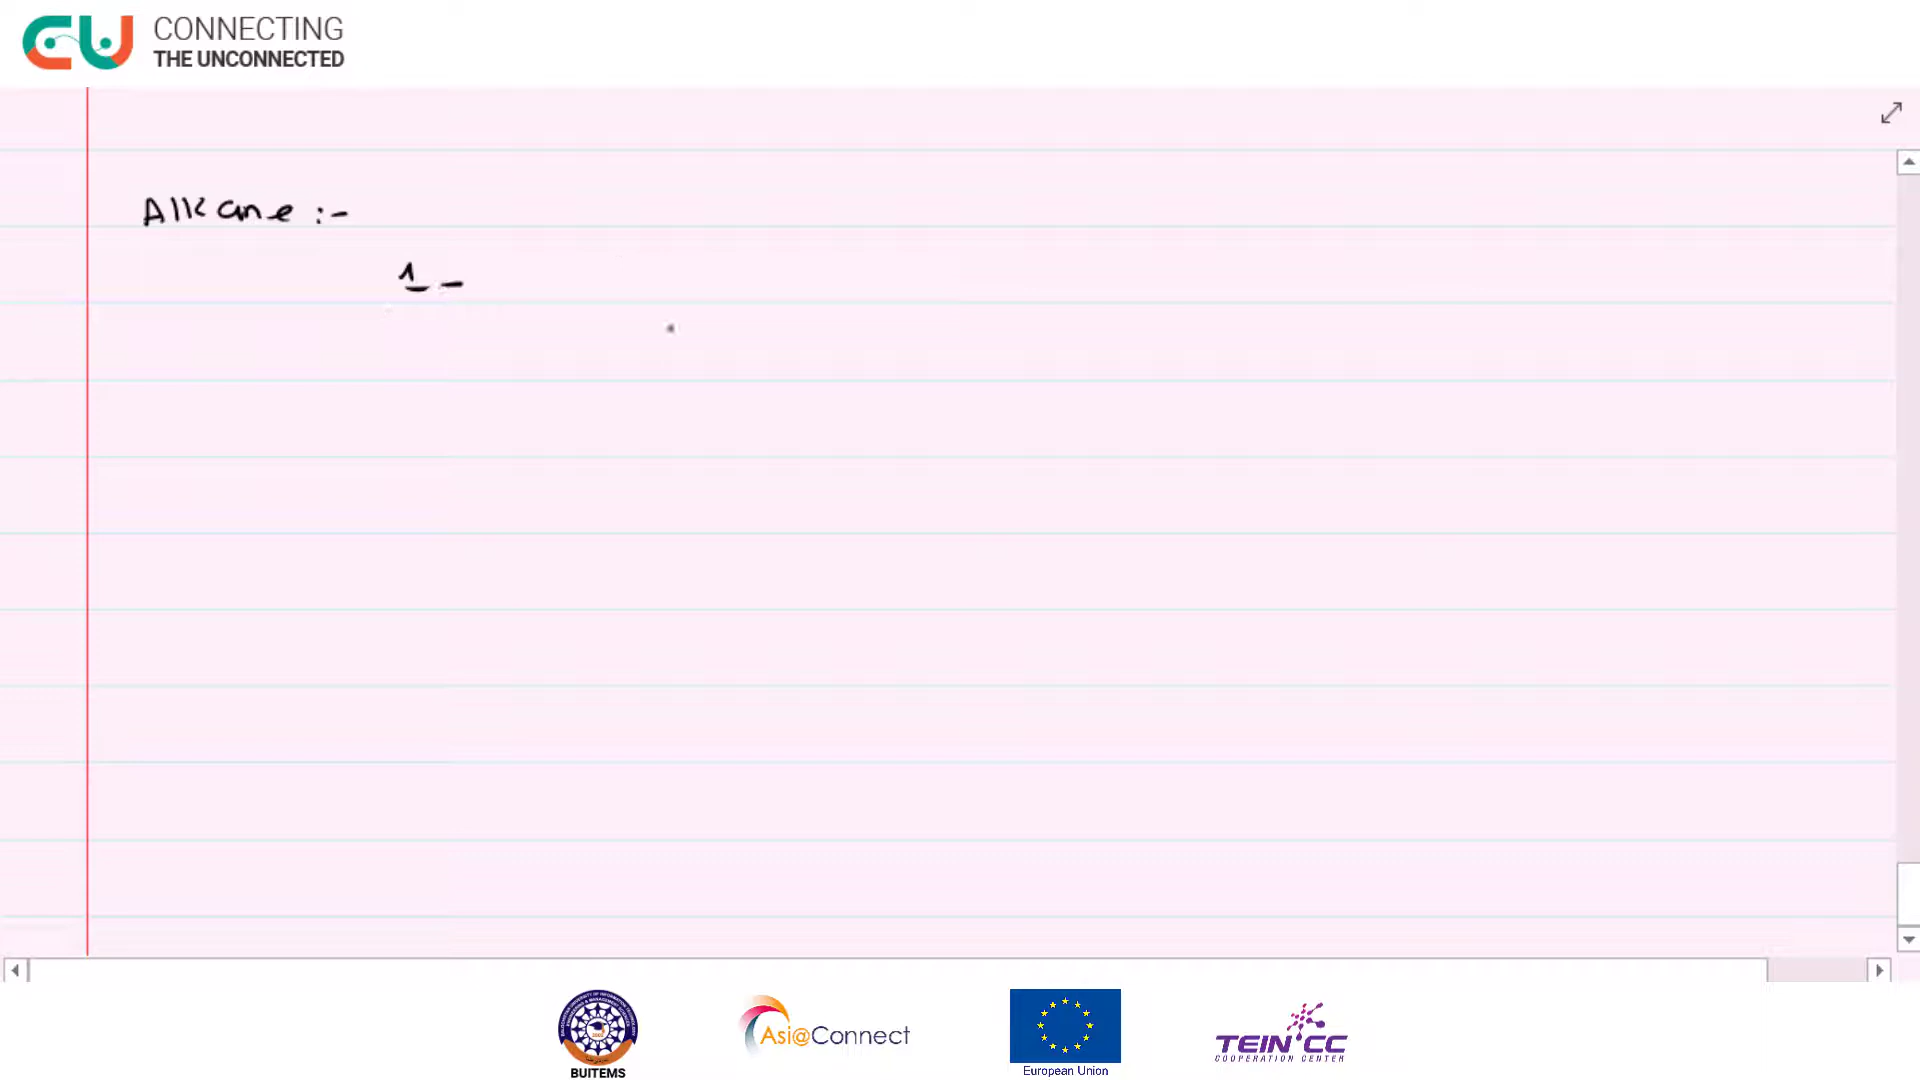 CONNECTING
THE UNCONNECTED
Alkane :-
1 -
BUITEMS
Asi@Connect
European Union
TEIN*CC
COOPERATION CENTER